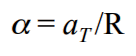 α = a_T/R